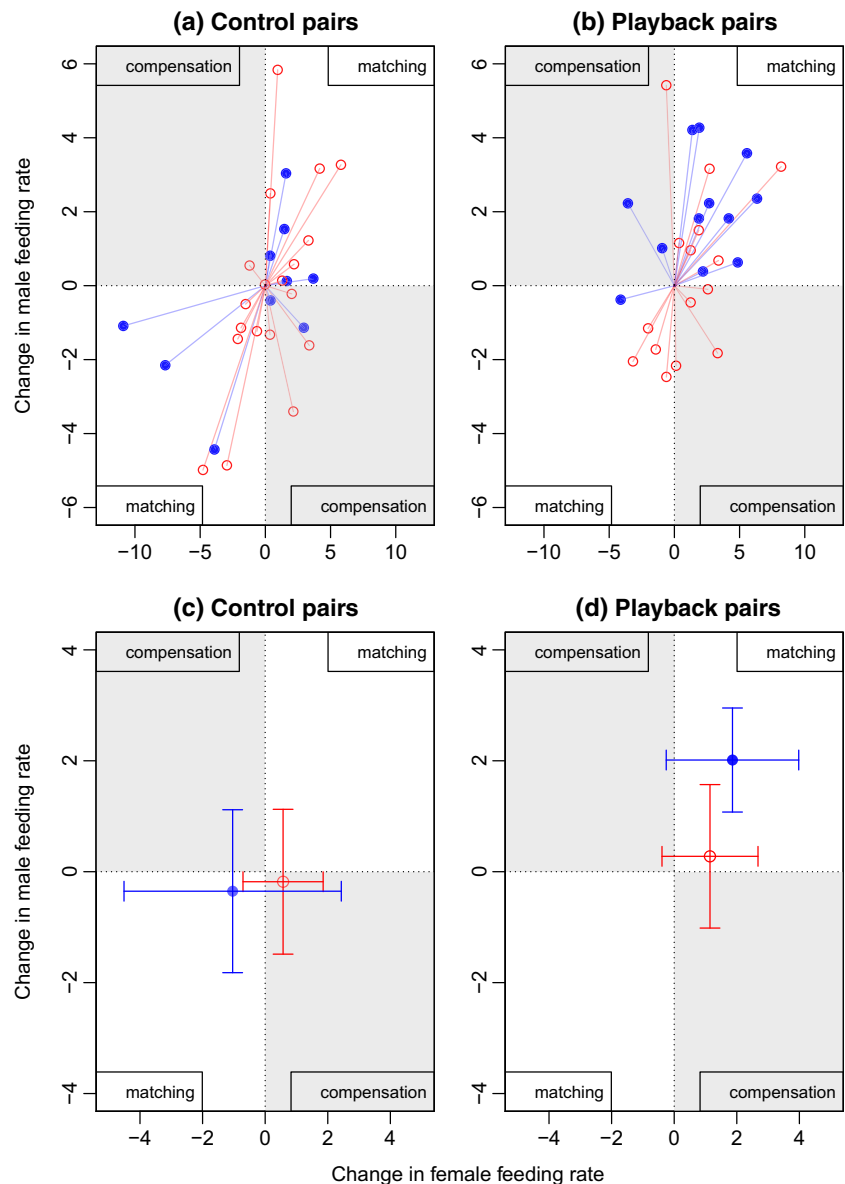 (a) Control pairs
(b) Playback pairs
compensation
matching
compensation
matching
6
4
2
0
−2
−4
−6
6
4
2
0
−2
−4
−6
Change in male feeding rate
matching
compensation
matching
compensation
−10
−5
0
5
10
−10
−5
0
5
10
(c) Control pairs
(d) Playback pairs
compensation
matching
compensation
matching
4
2
0
−2
−4
4
2
0
−2
−4
Change in male feeding rate
matching
compensation
matching
compensation
−4
−2
0
2
4
−4
−2
0
2
4
Change in female feeding rate